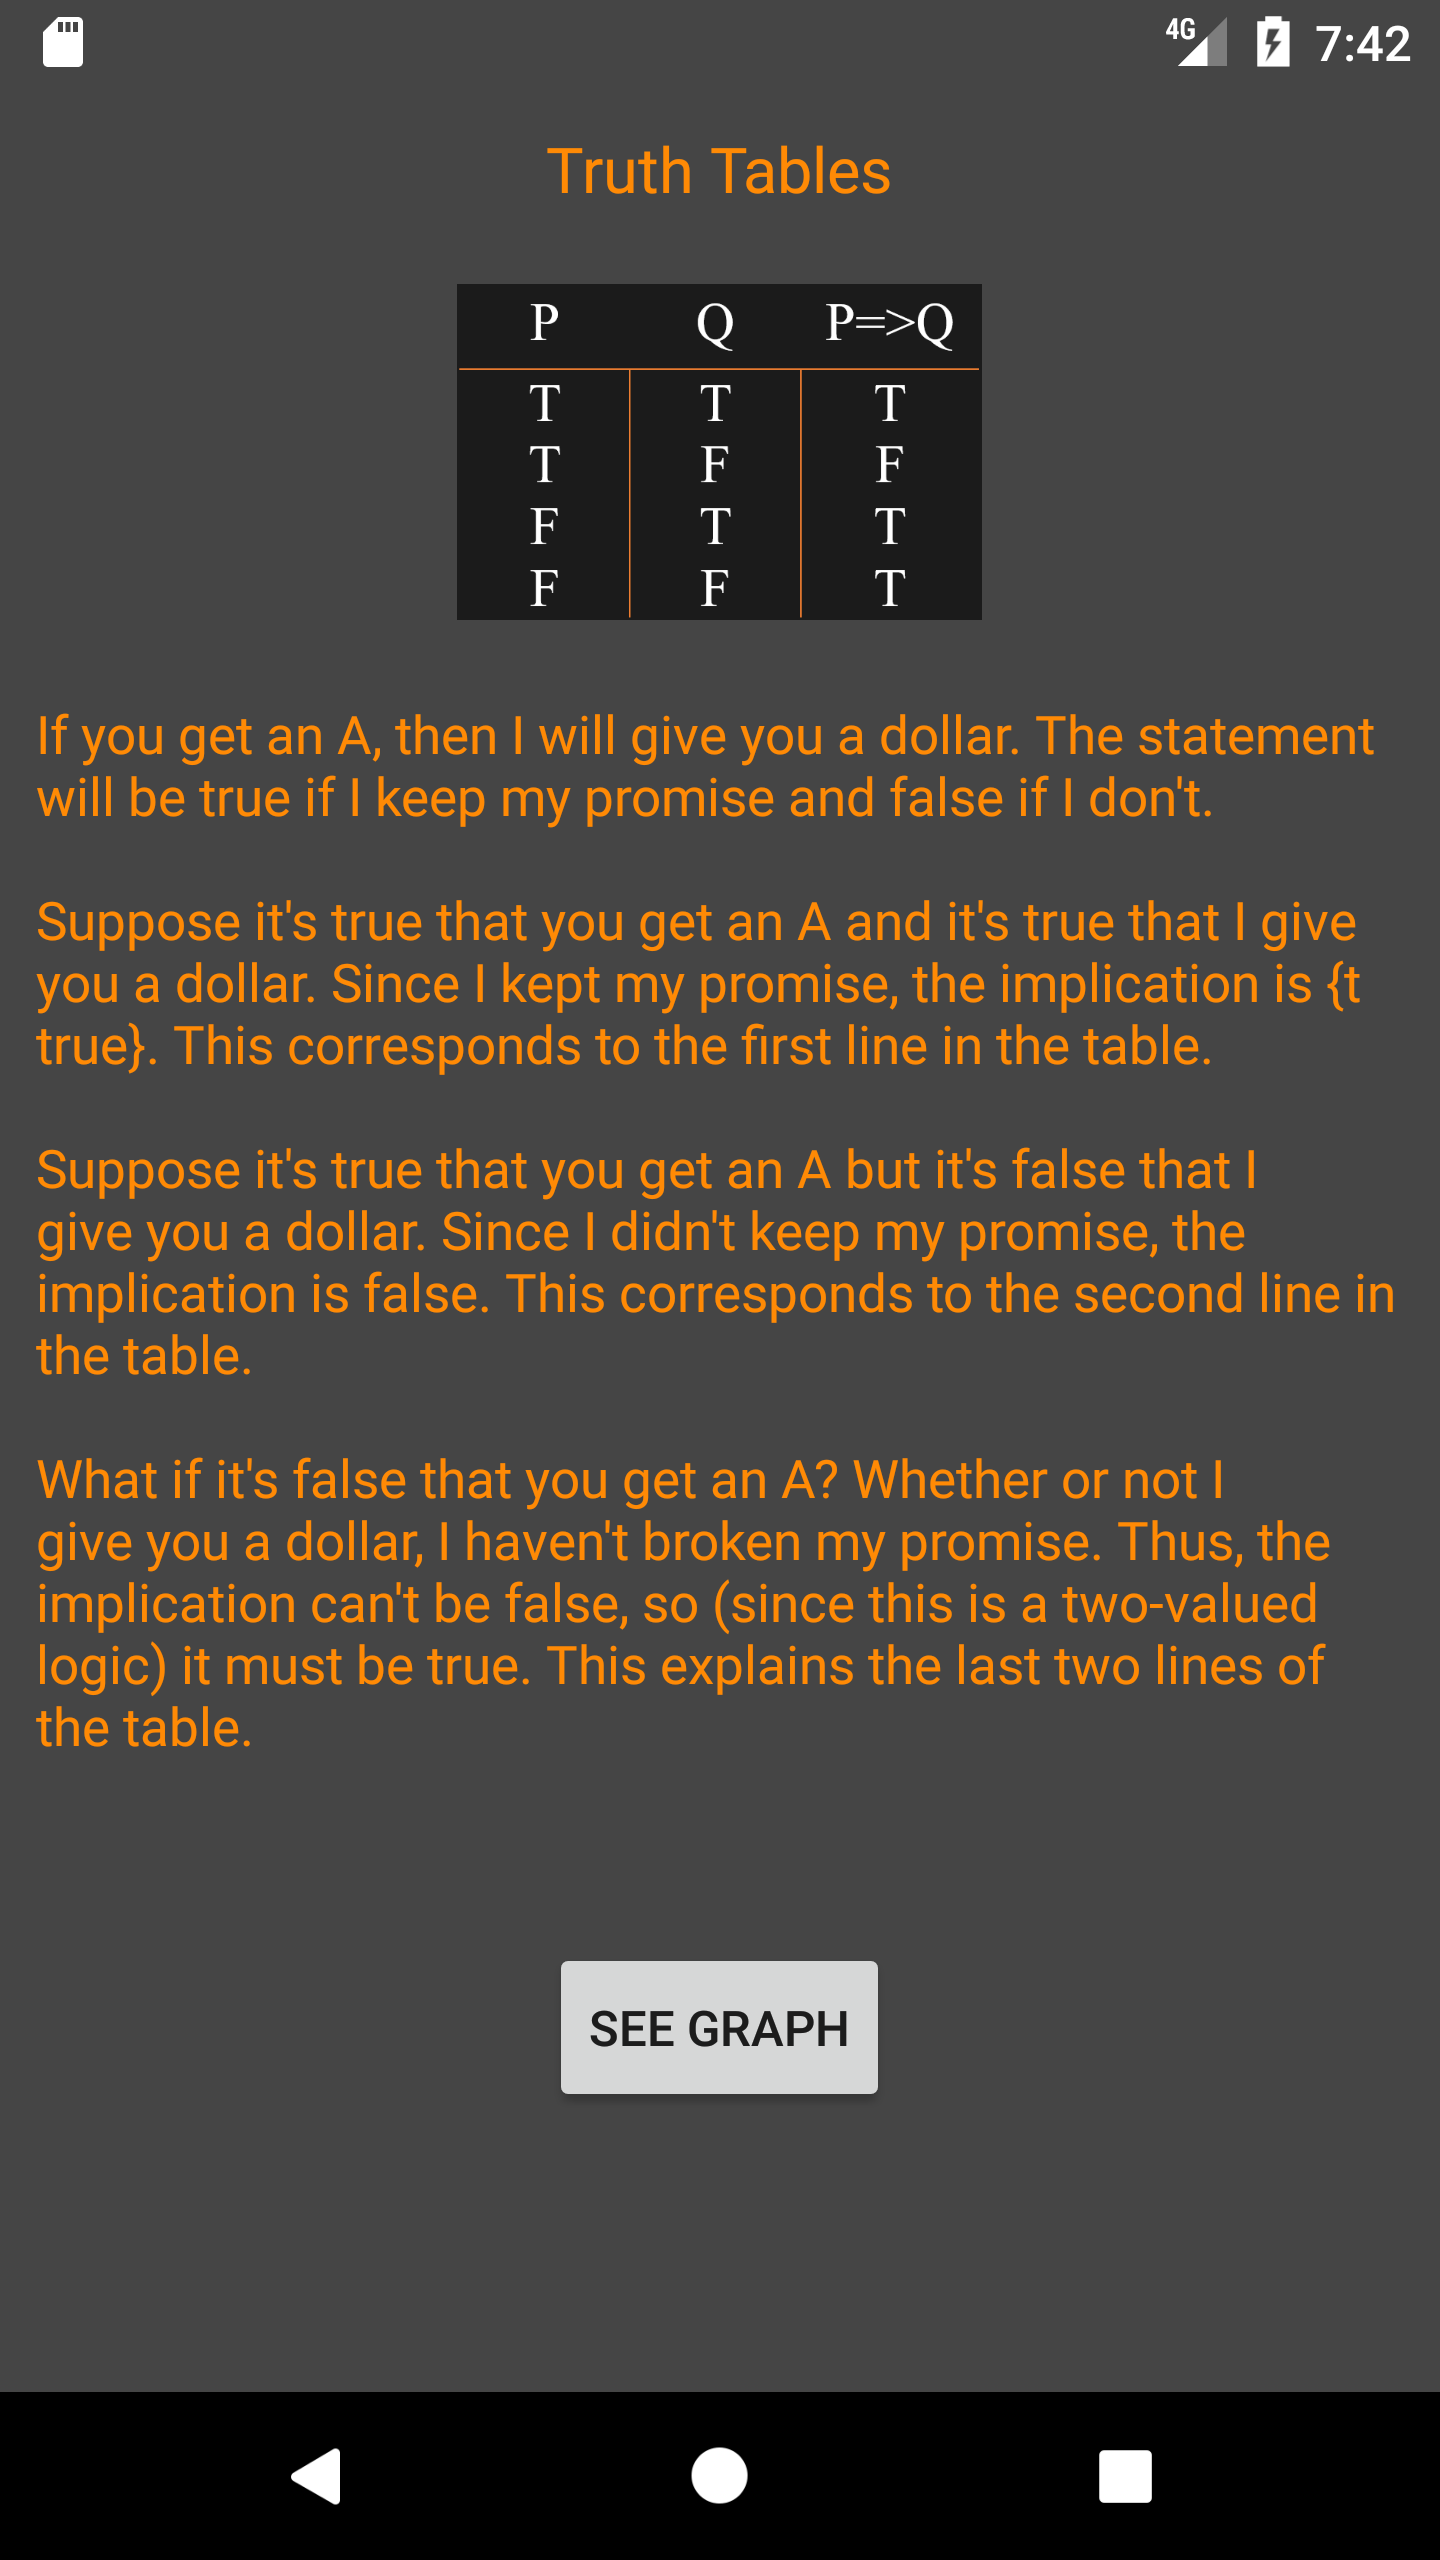 4G 7:42
Truth Tables
P Q P=>Q
T T T
T F F
F T T
F F T
If you get an A, then I will give you a dollar. The statement
will be true if I keep my promise and false if I don't.
Suppose it's true that you get an A and it's true that I give
you a dollar. Since I kept my promise, the implication is {t
true}. This corresponds to the first line in the table.
Suppose it's true that you get an A but it's false that I
give you a dollar. Since I didn't keep my promise, the
implication is false. This corresponds to the second line in
the table.
What if it's false that you get an A? Whether or not I
give you a dollar, I haven't broken my promise. Thus, the
implication can't be false, so (since this is a two-valued
logic) it must be true. This explains the last two lines of
the table.
SEE GRAPH